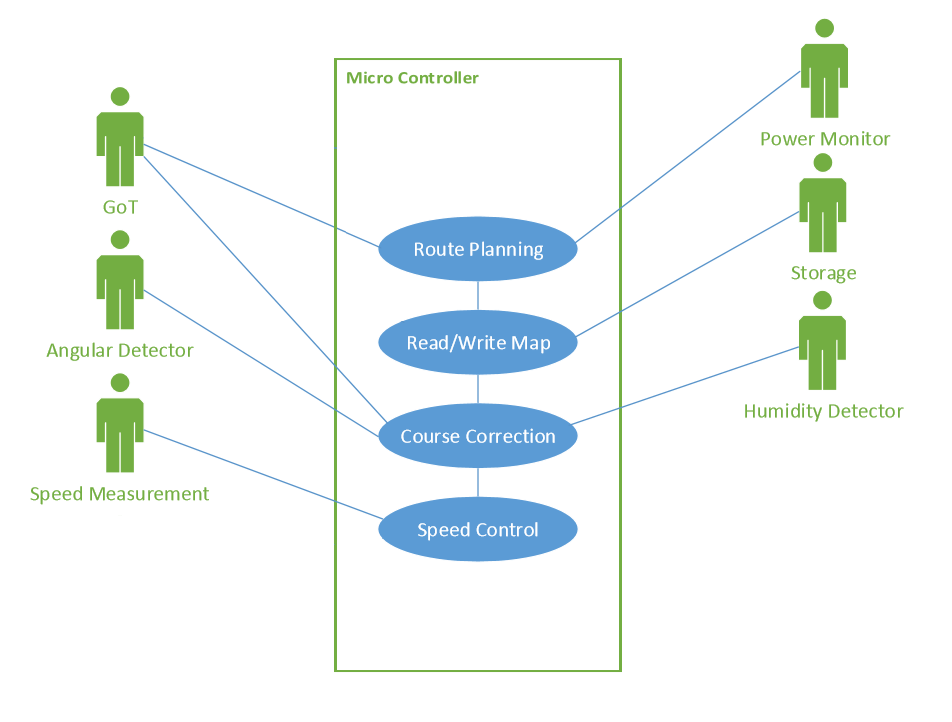 Micro Controller
GoT
Angular Detector
Speed Measurement
Route Planning
Read/Write Map
Course Correction
Speed Control
Power Monitor
Storage
Humidity Detector